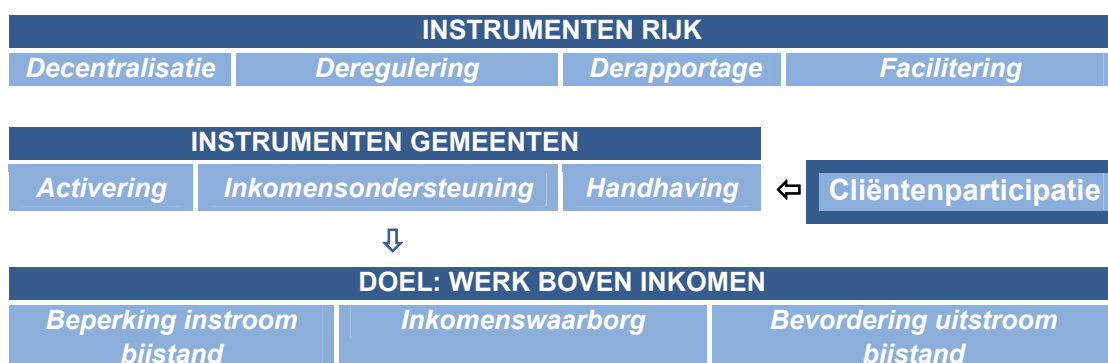 INSTRUMENTEN RIJK
Decentralisatie Deregulering Derapportage Facilitering
INSTRUMENTEN GEMEENTEN
Activering Inkomensondersteuning Handhaving ⇦ Cliëntenparticipatie
⇩
DOEL: WERK BOVEN INKOMEN
Beperking instroom Inkomenswaarborg Bevordering uitstroom
bijstand bijstand